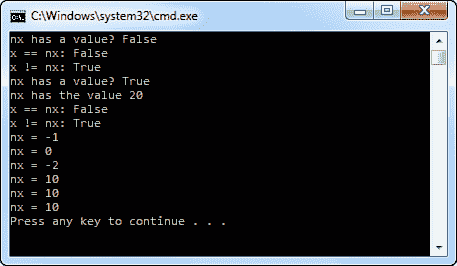 C:\Windows\system32\cmd.exe
nx has a value? False
x == nx: False
x != nx: True
nx has a value? True
nx has the value 20
x == nx: False
x != nx: True
nx = -1
nx = 0
nx = -2
nx = 10
nx = 10
nx = 10
Press any key to continue . . .